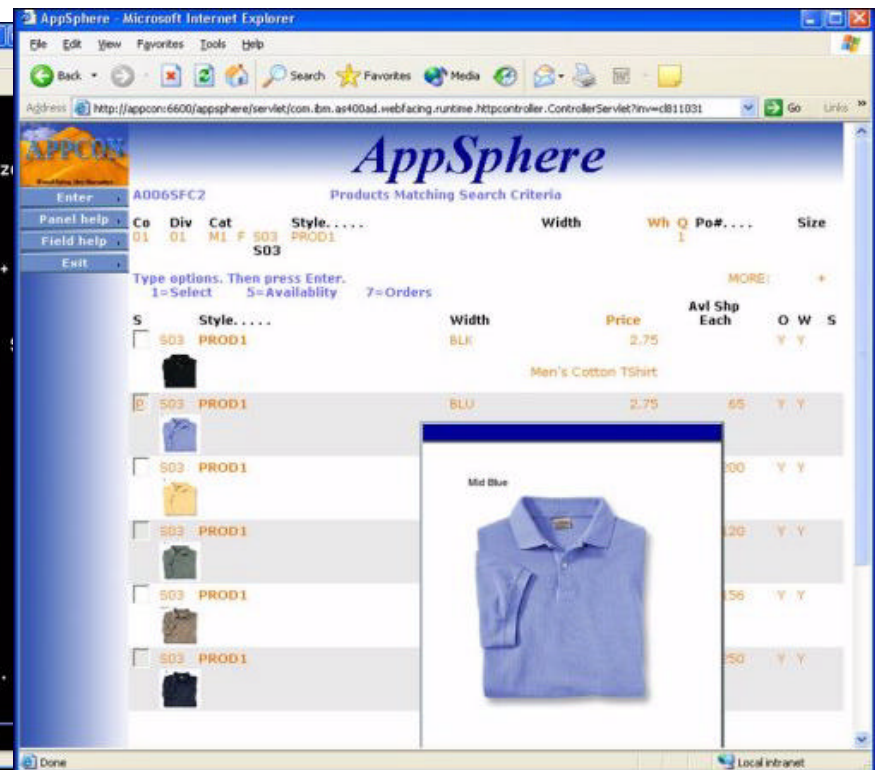 AppSphere - Microsoft Internet Explorer
File Edit View Favorites Tools Help
Back Search Favorites Media
Address http://appcon:6600/appsphere/servlet/com.ibm.as400ad.webfacing.runtime.httpcontroller.ControllerServlet?inv=cl811031 Go Links »
APPCON
AppSphere
Enter
Panel help
Field help
Exit
A006SFC2 Products Matching Search Criteria
Co Div Cat Style..... Width Wh Q Po#.... Size
01 01 M1 F S03 PROD1 1
S03
Type options. Then press Enter. MORE: +
1=Select 5=Availablity 7=Orders
Avl Shp
S Style..... Width Price Each O W S
S03 PROD1 BLK 2.75 Y Y
Men's Cotton TShirt
p S03 PROD1 BLU 2.75 65 Y Y
S03 PROD1 200 Y Y
Mid Blue
S03 PROD1 120 Y Y
S03 PROD1 156 Y Y
S03 PROD1 250 Y Y
Done Local intranet